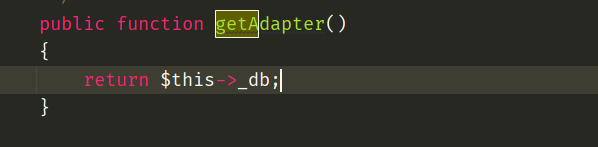 public function getAdapter()
{
return $this->_db;
}